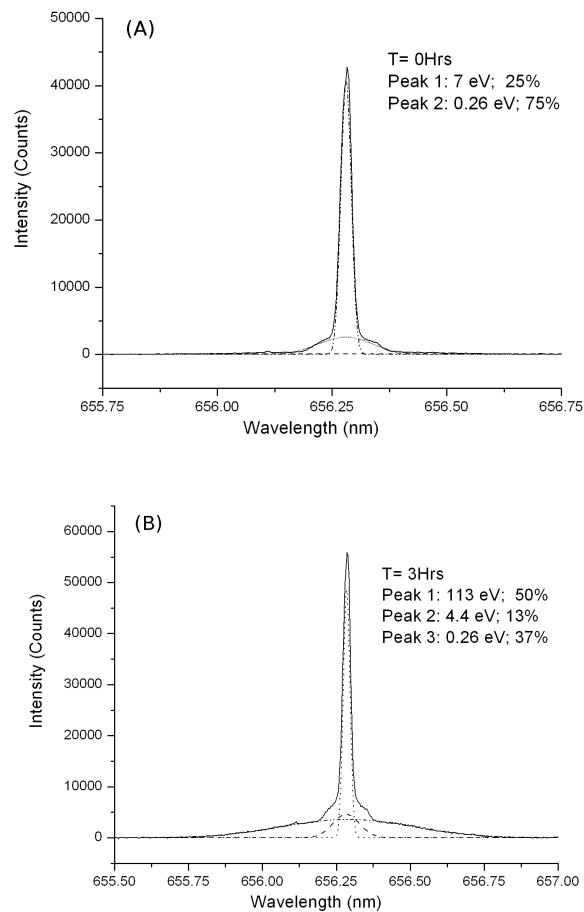 (A)
T= 0Hrs
Peak 1: 7 eV; 25%
Peak 2: 0.26 eV; 75%
Intensity (Counts)
50000
40000
30000
20000
10000
0
655.75 656.00 656.25 656.50 656.75
Wavelength (nm)
(B)
T= 3Hrs
Peak 1: 113 eV; 50%
Peak 2: 4.4 eV; 13%
Peak 3: 0.26 eV; 37%
Intensity (Counts)
60000
50000
40000
30000
20000
10000
0
655.50 655.75 656.00 656.25 656.50 656.75 657.00
Wavelength (nm)